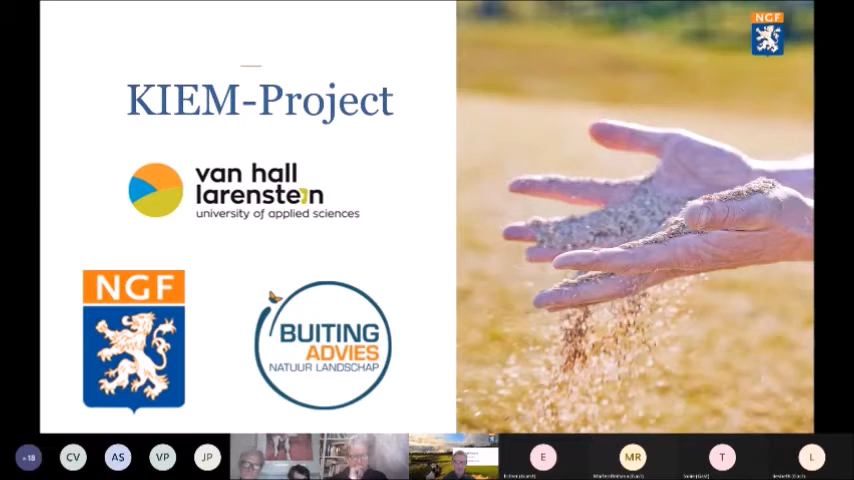 NGF
KIEM-Project
van hall
larenstein
university of applied sciences
NGF
BUITING
ADVIES
NATUUR LANDSCHAP
+18
CV
AS
VP
JP
E
MR
T
L